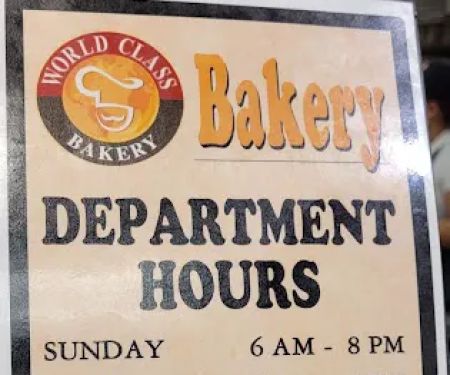 WORLD CLASS
BAKERY
Bakery
DEPARTMENT
HOURS
SUNDAY 6 AM - 8 PM